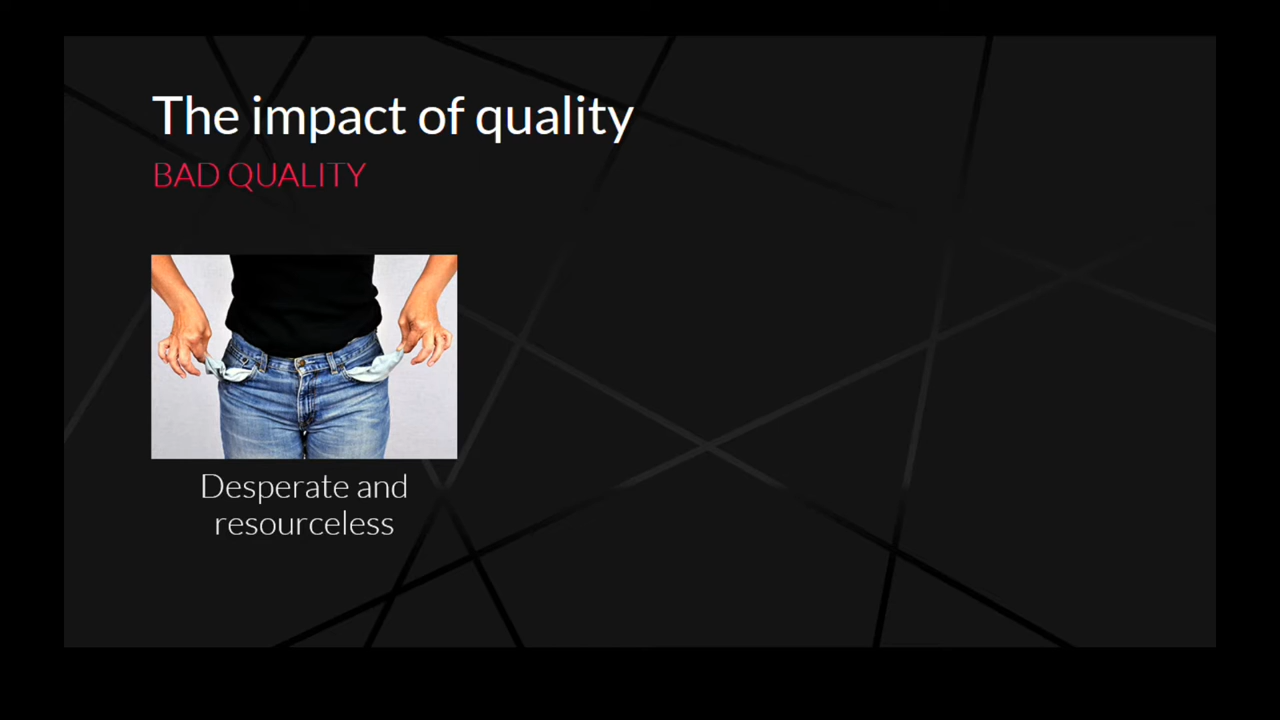 The impact of quality
BAD QUALITY
Desperate and
resourceless